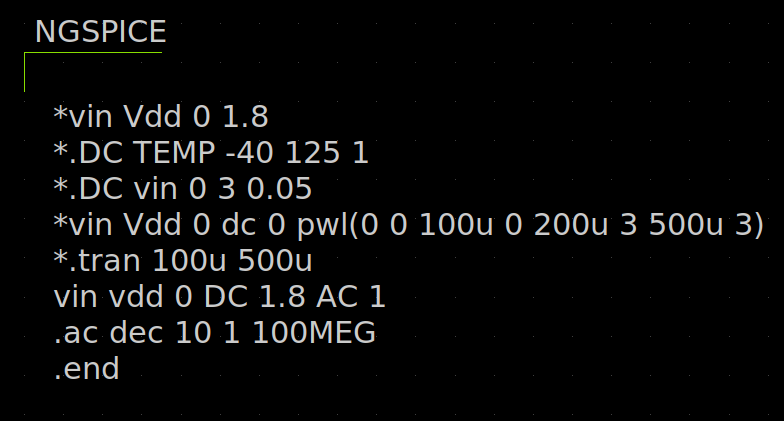 NGSPICE
*vin Vdd 0 1.8
*.DC TEMP -40 125 1
*.DC vin 0 3 0.05
*vin Vdd 0 dc 0 pwl(0 0 100u 0 200u 3 500u 3)
*.tran 100u 500u
vin vdd 0 DC 1.8 AC 1
.ac dec 10 1 100MEG
.end